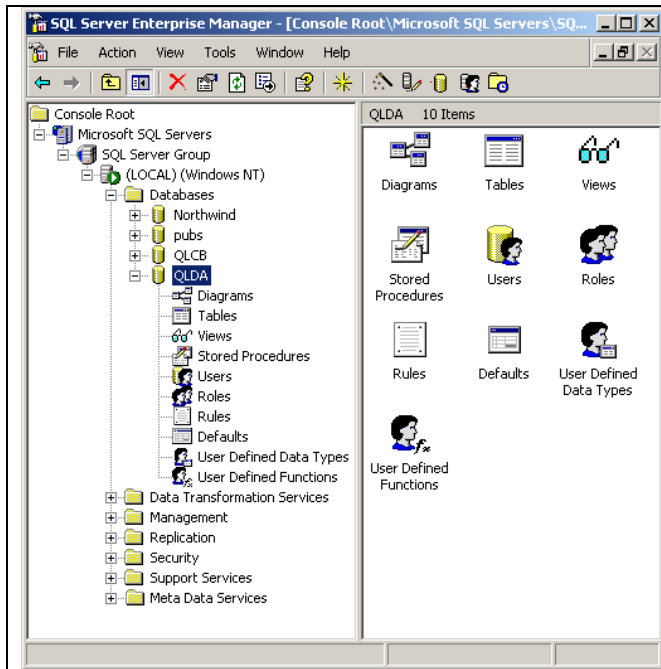 SQL Server Enterprise Manager - [Console Root\Microsoft SQL Servers\SQ...
File Action View Tools Window Help
Console Root
Microsoft SQL Servers
SQL Server Group
(LOCAL) (Windows NT)
Databases
Northwind
pubs
QLCB
QLDA
Diagrams
Tables
Views
Stored Procedures
Users
Roles
Rules
Defaults
User Defined Data Types
User Defined Functions
Data Transformation Services
Management
Replication
Security
Support Services
Meta Data Services
QLDA 10 Items
Diagrams Tables Views
Stored Procedures Users Roles
Rules Defaults User Defined Data Types
User Defined Functions